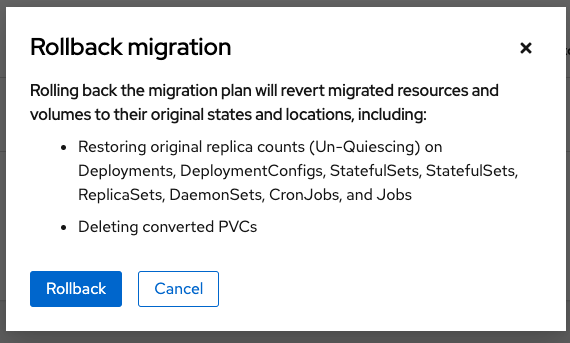 Rollback migration
Rolling back the migration plan will revert migrated resources and
volumes to their original states and locations, including:
• Restoring original replica counts (Un-Quiescing) on
Deployments, DeploymentConfigs, StatefulSets, StatefulSets,
ReplicaSets, DaemonSets, CronJobs, and Jobs
• Deleting converted PVCs
Rollback
Cancel